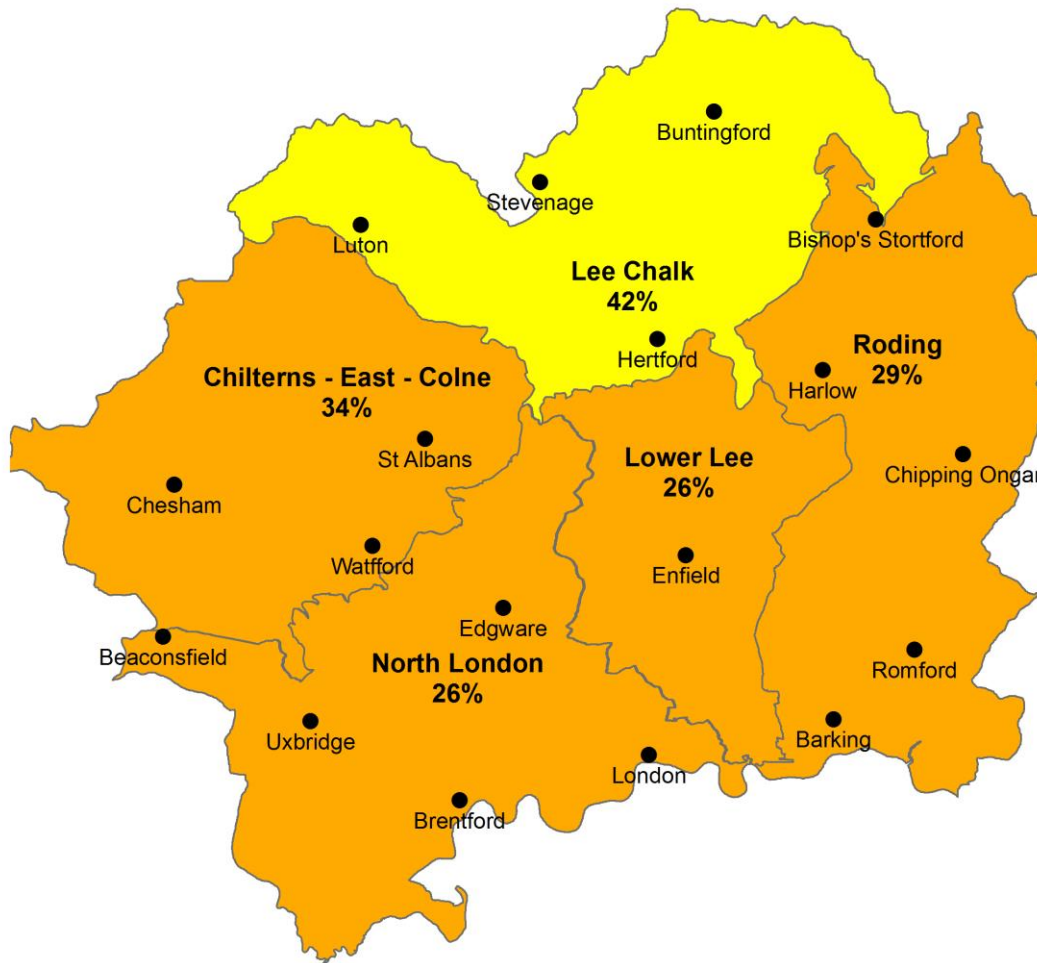 Buntingford
Stevenage
Luton
Bishop's Stortford
Lee Chalk
42%
Hertford
Roding
29%
Harlow
Chilterns - East - Colne
34%
St Albans
Lower Lee
26%
Chipping Ongar
Chesham
Watfford
Enfield
Edgware
Beaconsfield
North London
26%
Romford
Uxbridge
Barking
London
Brentford